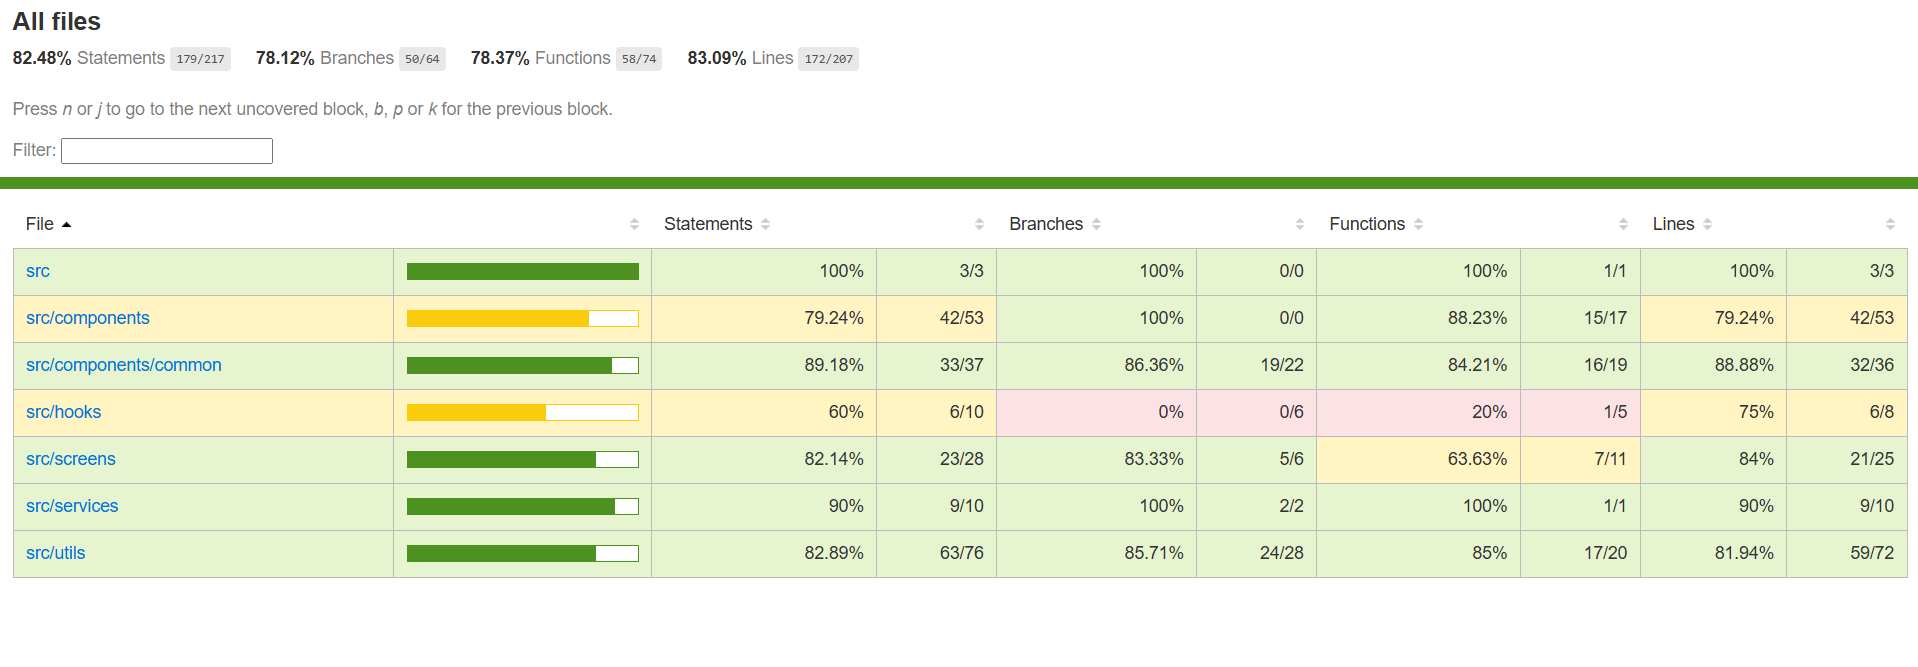 All files
82.48% Statements 179/217 78.12% Branches 50/64 78.37% Functions 58/74 83.09% Lines 172/207
Press n or j to go to the next uncovered block, b, p or k for the previous block.
Filter:
File Statements Branches Functions Lines
src 100% 3/3 100% 0/0 100% 1/1 100% 3/3
src/components 79.24% 42/53 100% 0/0 88.23% 15/17 79.24% 42/53
src/components/common 89.18% 33/37 86.36% 19/22 84.21% 16/19 88.88% 32/36
src/hooks 60% 6/10 0% 0/6 20% 1/5 75% 6/8
src/screens 82.14% 23/28 83.33% 5/6 63.63% 7/11 84% 21/25
src/services 90% 9/10 100% 2/2 100% 1/1 90% 9/10
src/utils 82.89% 63/76 85.71% 24/28 85% 17/20 81.94% 59/72